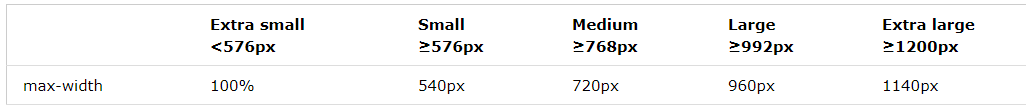 Extra small Small Medium Large Extra large
<576px ≥576px ≥768px ≥992px ≥1200px
max-width 100% 540px 720px 960px 1140px